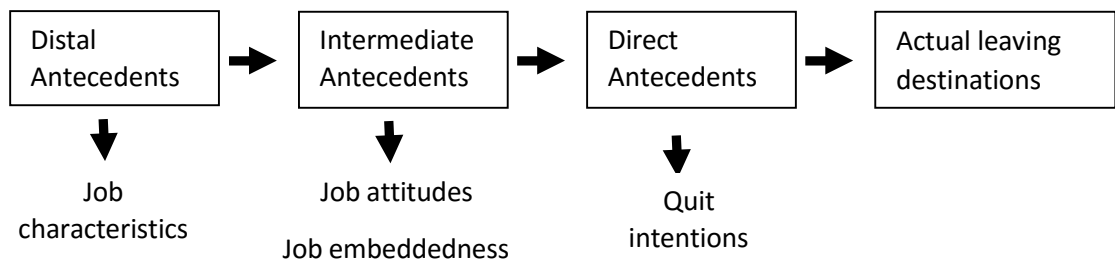 Distal
Antecedents
Intermediate
Antecedents
Direct
Antecedents
Actual leaving
destinations
Job
characteristics
Job attitudes
Job embeddedness
Quit
intentions